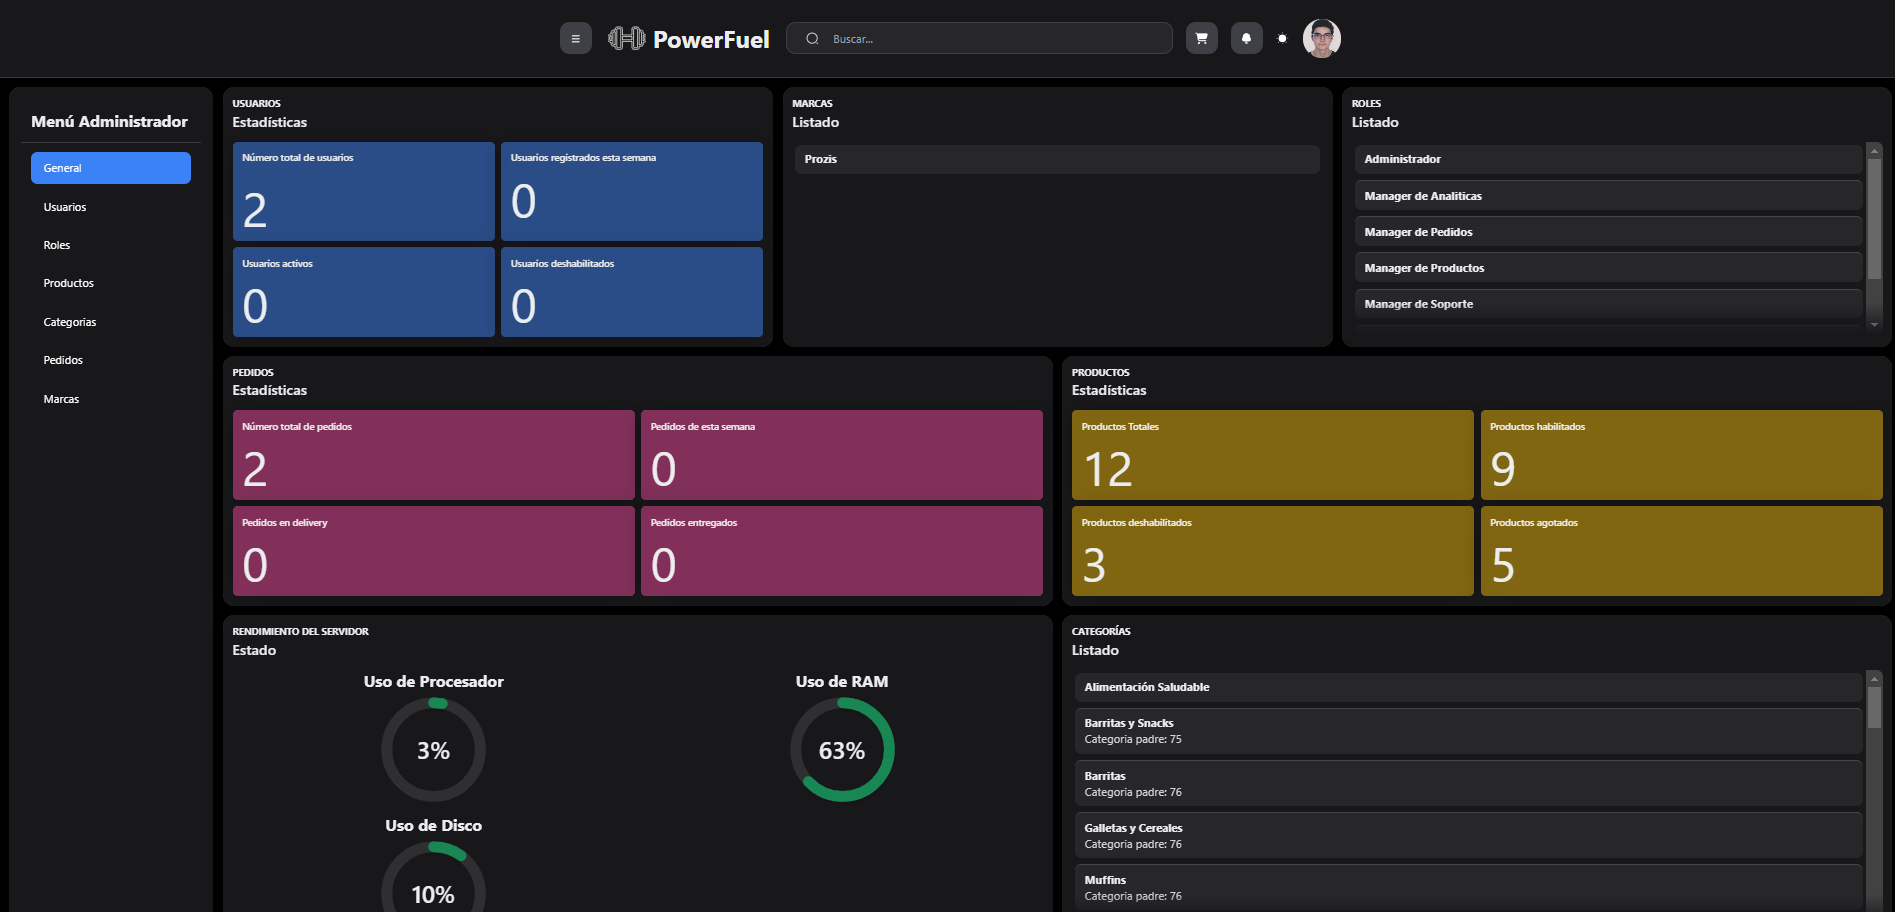 PowerFuel
Buscar...
Menú Administrador
General
Usuarios
Roles
Productos
Categorias
Pedidos
Marcas
USUARIOS
Estadísticas
Número total de usuarios
2
Usuarios registrados esta semana
0
Usuarios activos
0
Usuarios deshabilitados
0
MARCAS
Listado
Prozis
ROLES
Listado
Administrador
Manager de Analíticas
Manager de Pedidos
Manager de Productos
Manager de Soporte
PEDIDOS
Estadísticas
Número total de pedidos
2
Pedidos de esta semana
0
Pedidos en delivery
0
Pedidos entregados
0
PRODUCTOS
Estadísticas
Productos Totales
12
Productos habilitados
9
Productos deshabilitados
3
Productos agotados
5
RENDIMIENTO DEL SERVIDOR
Estado
Uso de Procesador
3%
Uso de RAM
63%
Uso de Disco
10%
CATEGORÍAS
Listado
Alimentación Saludable
Barritas y Snacks
Categoria padre: 75
Barritas
Categoria padre: 76
Galletas y Cereales
Categoria padre: 76
Muffins
Categoria padre: 76